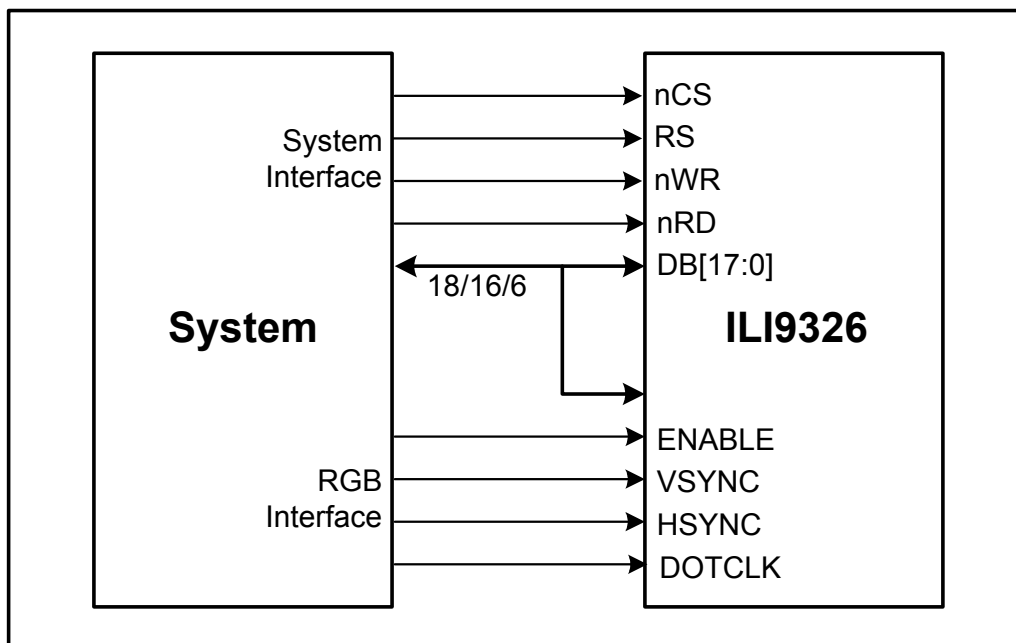 System
Interface
System
RGB
Interface
18/16/6
nCS
RS
nWR
nRD
DB[17:0]
ILI9326
ENABLE
VSYNC
HSYNC
DOTCLK